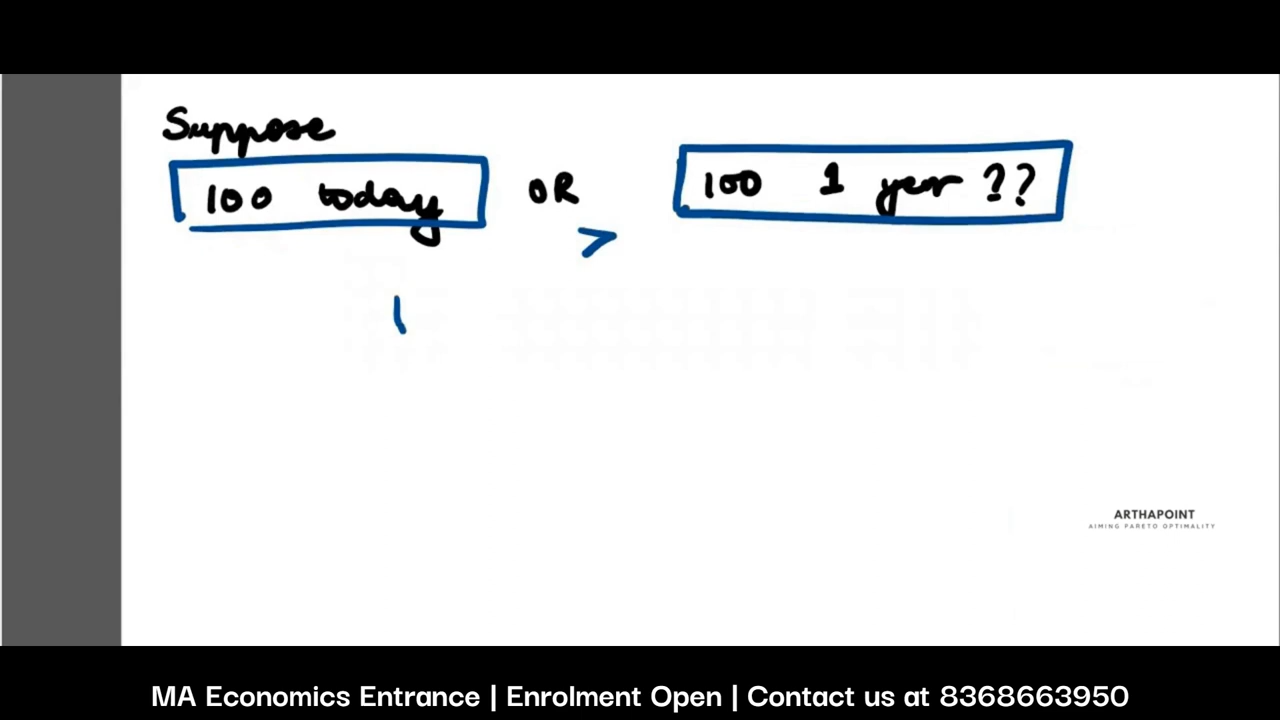 Suppose
100 today OR 100 1 year ??
>
ARTHAPOINT
AIMING PARETO OPTIMALITY
MA Economics Entrance | Enrolment Open | Contact us at 8368663950